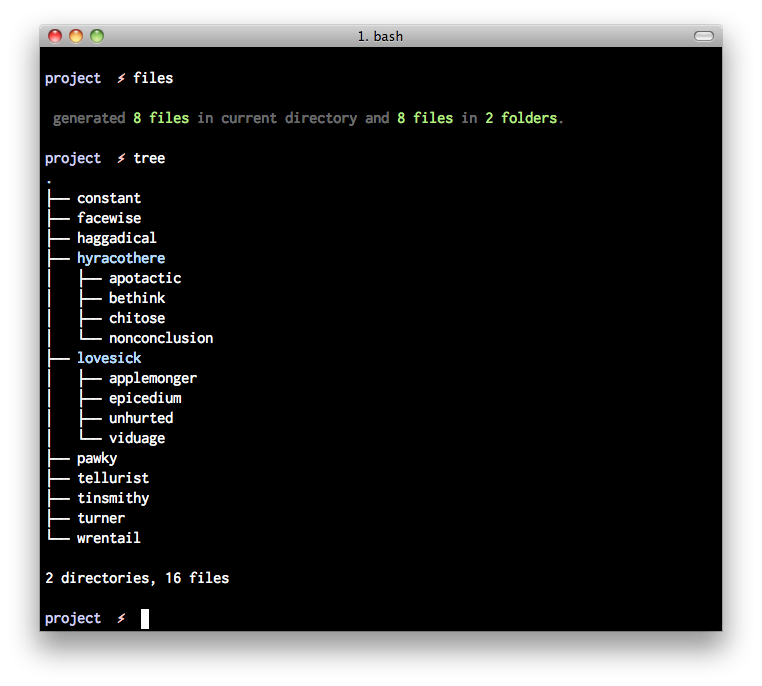 1. bash
project ⚡ files
generated 8 files in current directory and 8 files in 2 folders.
project ⚡ tree
.
├── constant
├── facewise
├── haggadical
├── hyracothere
│   ├── apotactic
│   ├── bethink
│   ├── chitose
│   └── nonconclusion
├── lovesick
│   ├── applemonger
│   ├── epicedium
│   ├── unhurted
│   └── viduage
├── pawky
├── tellurist
├── tinsmithy
├── turner
└── wrentail
2 directories, 16 files
project ⚡